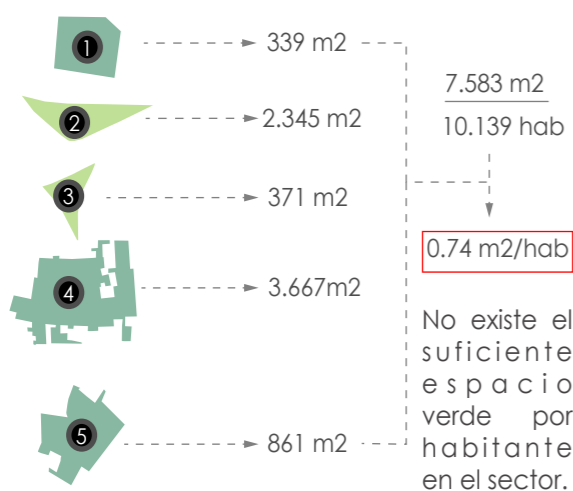 1
339 m2
2
2.345 m2
3
371 m2
4
3.667m2
5
861 m2
7.583 m2
10.139 hab
0.74 m2/hab
No existe el
suficiente
espacio
verde por
habitante
en el sector.